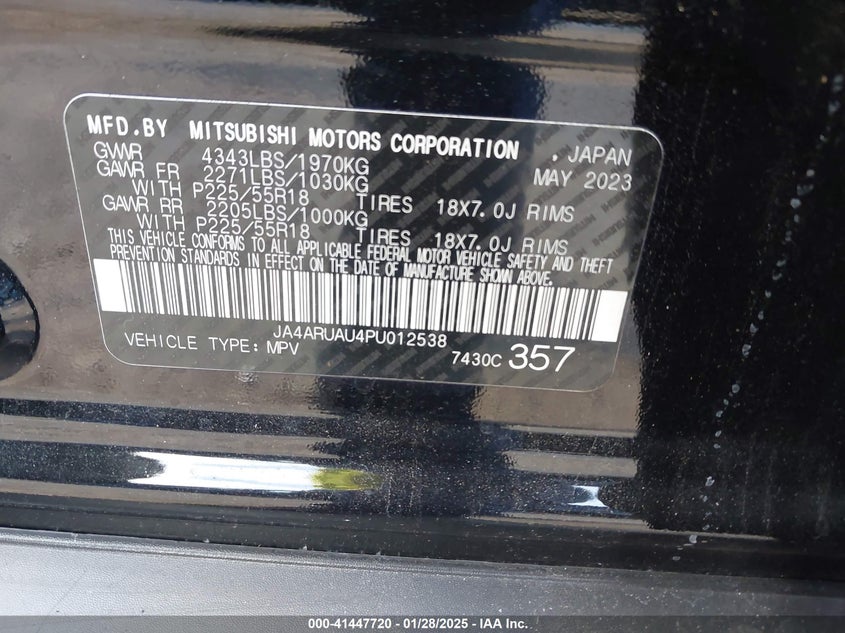 MFD.BY MITSUBISHI MOTORS CORPORATION , JAPAN
GVWR 4343LBS/1970KG MAY 2023
GAWR FR 2271LBS/1030KG
WITH P225/55R18 TIRES 18X7.0J RIMS
GAWR RR 2205LBS/1000KG
WITH P225/55R18 TIRES 18X7.0J RIMS
THIS VEHICLE CONFORMS TO ALL APPLICABLE FEDERAL MOTOR VEHICLE SAFETY AND THEFT
PREVENTION STANDARDS IN EFFECT ON THE DATE OF MANUFACTURE SHOWN ABOVE.
JA4ARUAU4PU012538
VEHICLE TYPE: MPV 7430C 357
000-41447720 — 01/28/2025 — IAA Inc.